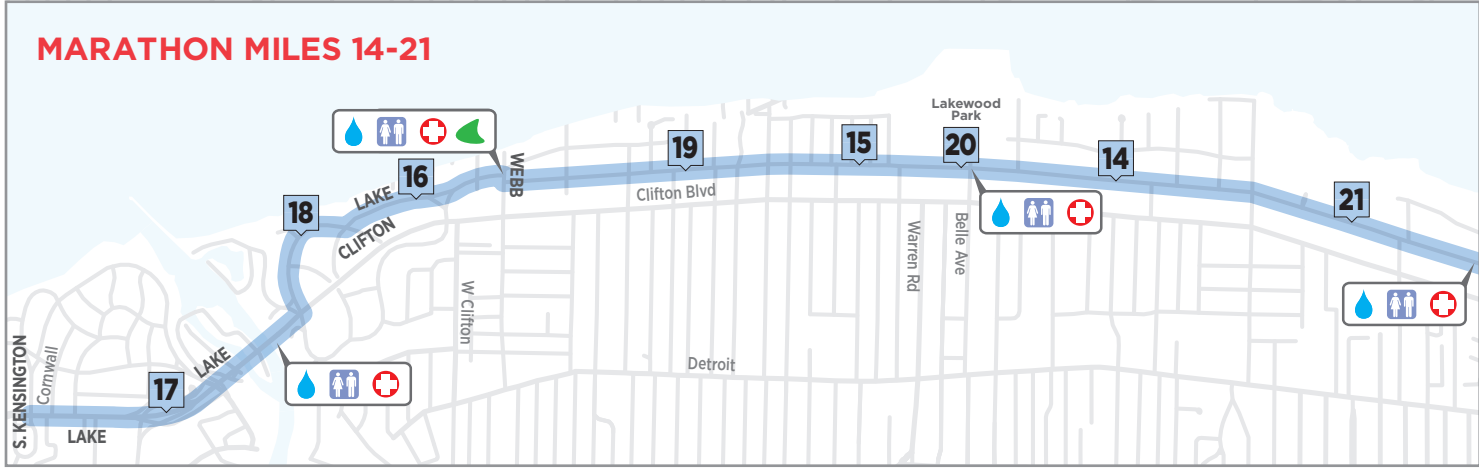 MARATHON MILES 14-21
Lakewood
Park
19
15
20
14
WEBB
16
LAKE
18
CLIFTON
Clifton Blvd
21
Warren Rd
Belle Ave
W Clifton
S. KENSINGTON
Cornwall
17
LAKE
Detroit
LAKE